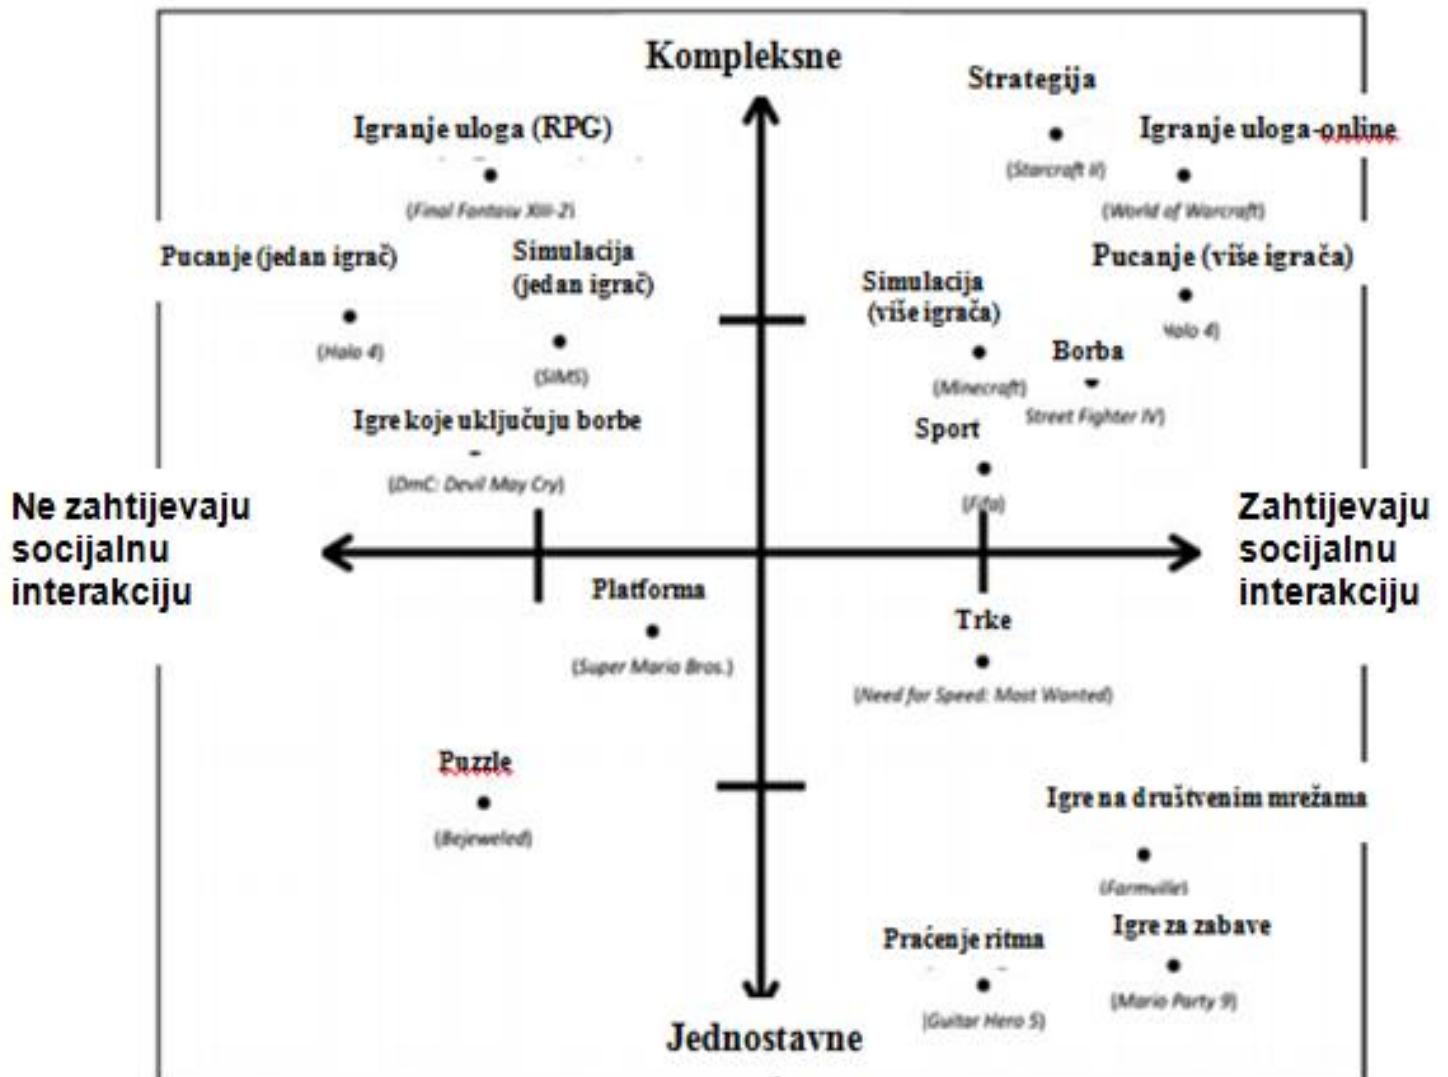 Kompleksne
Strategija
Igranje uloga (RPG)
Igranje uloga-online
(Starcraft II)
(Final Fantasy XIII-2)
(World of Warcraft)
Pucanje (jedan igrač)
Simulacija
(jedan igrač)
Pucanje (više igrača)
Simulacija
(više igrača)
(Halo 4)
Halo 4)
Borba
(SIMS)
(Minecraft)
Street Fighter IV)
Igre koje uključuju borbe
Sport
(DmC: Devil May Cry)
(Fifa)
Ne zahtijevaju
socijalnu
interakciju
Zahtijevaju
socijalnu
interakciju
Platforma
Trke
(Super Mario Bros.)
(Need for Speed: Most Wanted)
Puzzle
(Bejeweled)
Igre na društvenim mrežama
(Farmville)
Igre za zabave
Praćenje ritma
(Mario Party 9)
(Guitar Hero 5)
Jednostavne